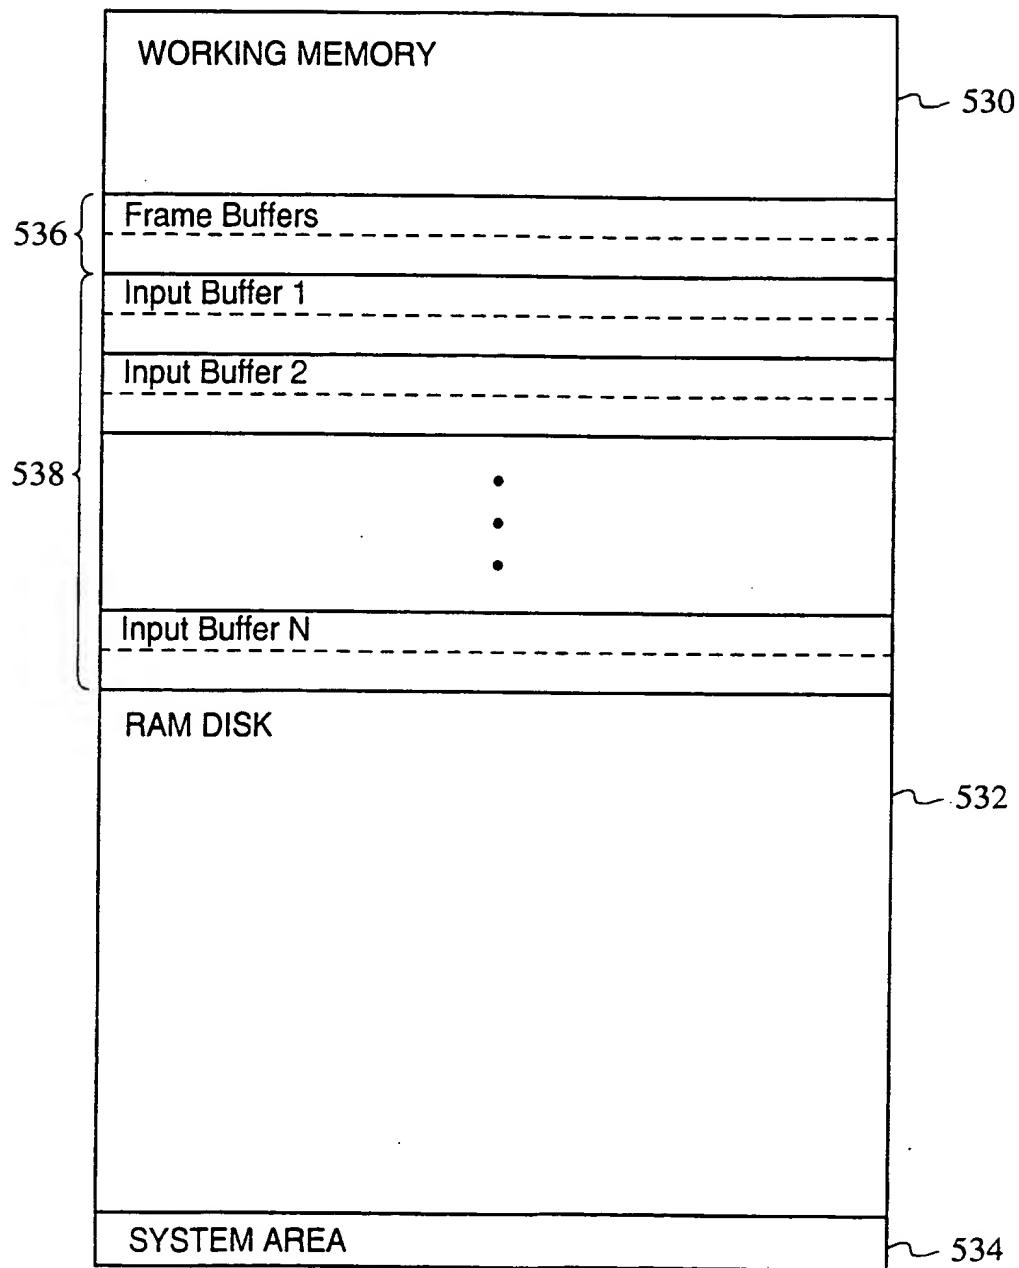 WORKING MEMORY
530
Frame Buffers
536
Input Buffer 1
Input Buffer 2
538
Input Buffer N
RAM DISK
532
SYSTEM AREA
534